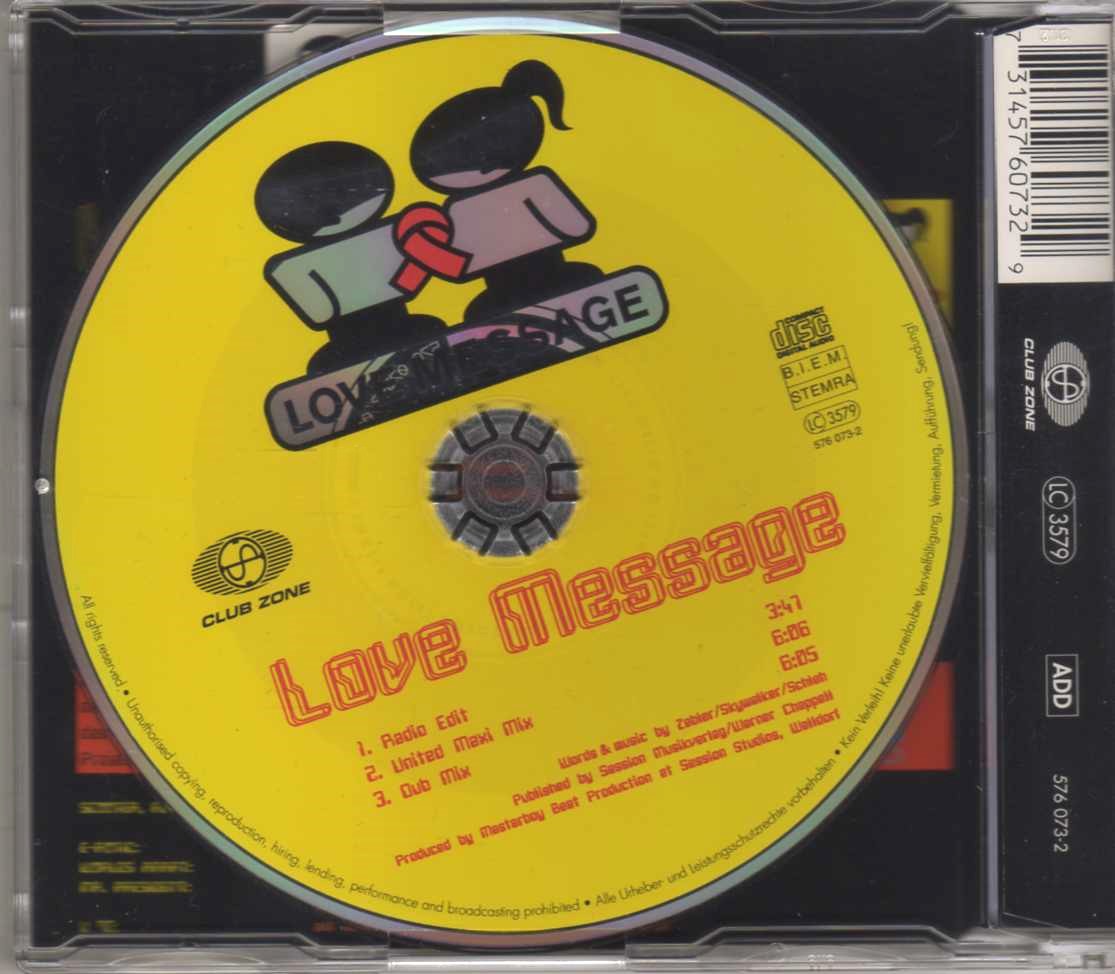 LOVE MESSAGE
COMPACT
disc
DIGITAL AUDIO
B.I.E.M.
STEMRA
LC 3579
576 073-2
CLUB ZONE
Love Message
1. Radio Edit 3:47
2. United Maxi Mix 6:06
3. Dub Mix 6:05
Words & music by Zabler/Skywalker/Schleh
Published by Session Musikverlag/Warner Chappell
Produced by Masterboy Beat Production at Session Studios, Walldorf
All rights reserved • Unauthorised copying, reproduction, hiring, lending, performance and broadcasting prohibited • Alle Urheber- und Leistungsschutzrechte vorbehalten • Kein Verleih! Keine unerlaubte Vervielfältigung, Vermietung, Aufführung, Sendung!
7 31457 60732 9
CLUB ZONE
LC 3579
ADD
576 073-2